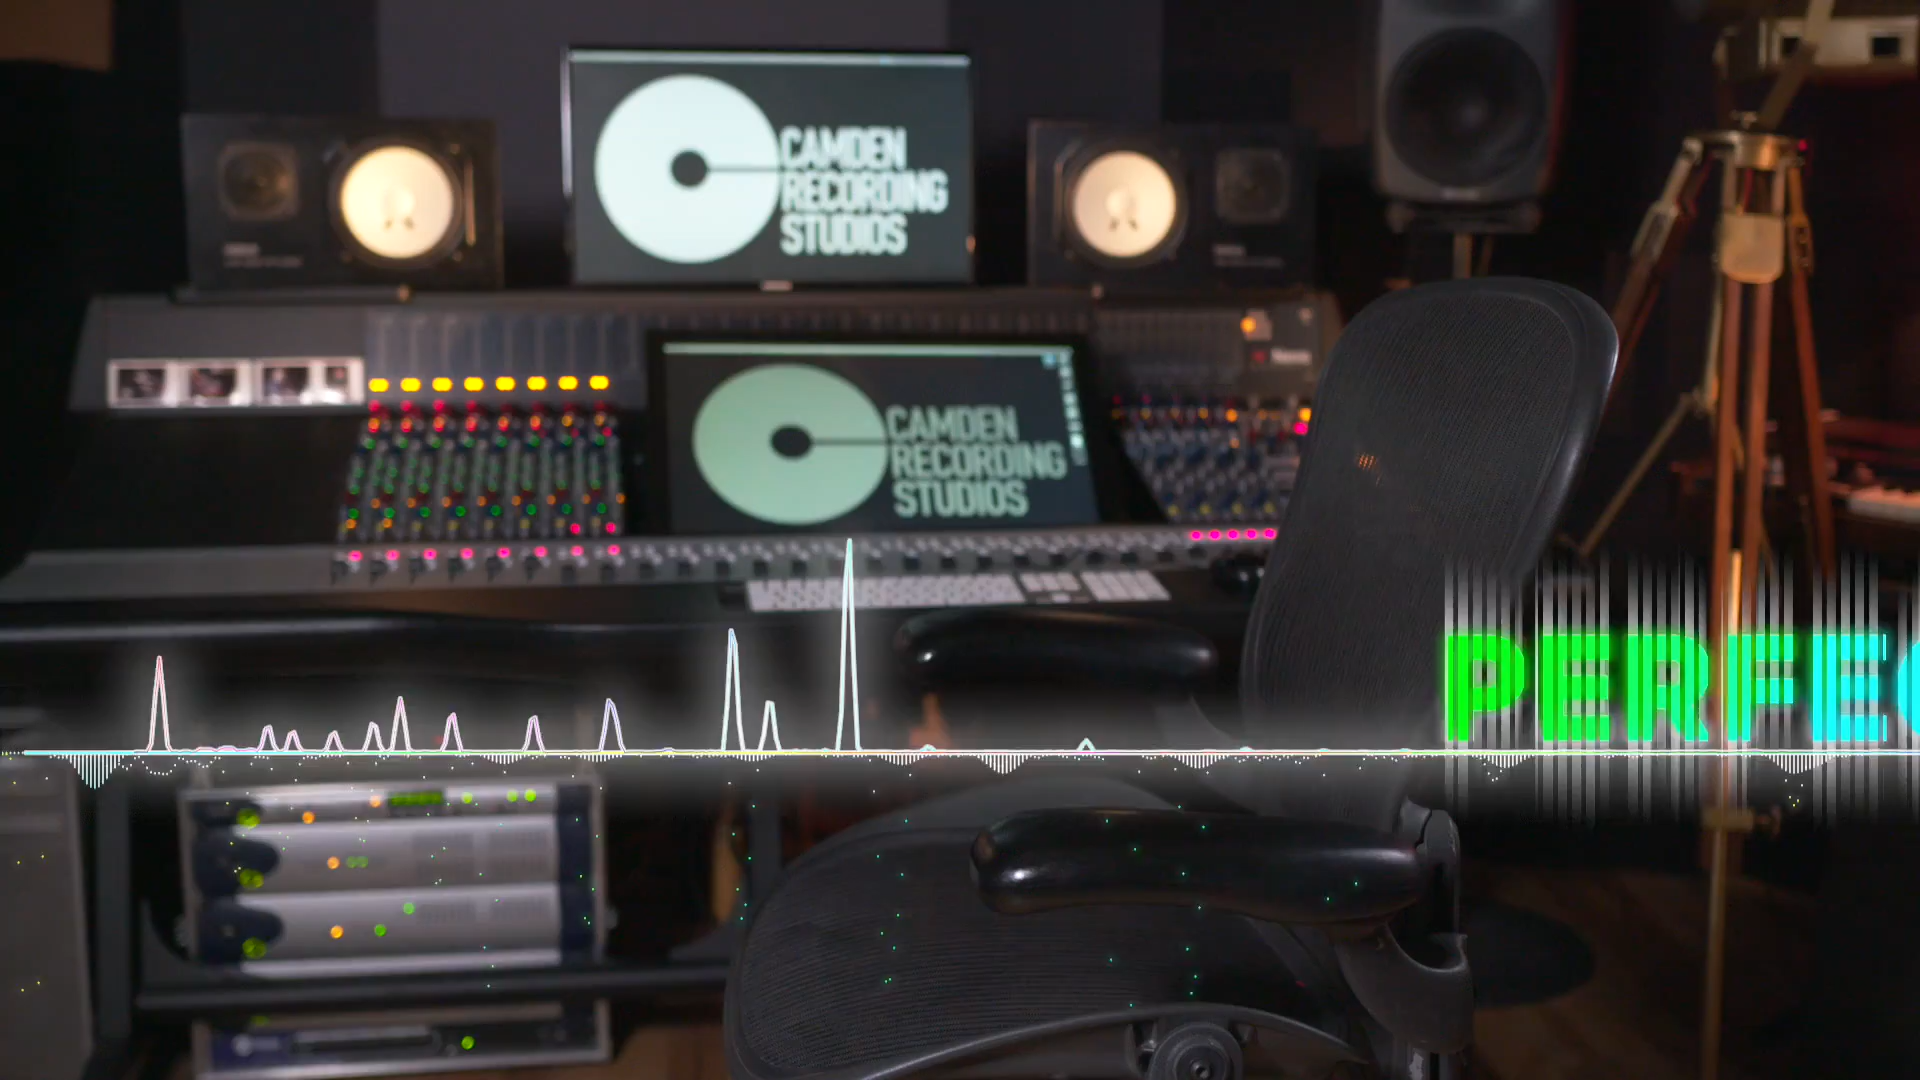 CAMDEN
RECORDING
STUDIOS
CAMDEN
RECORDING
STUDIOS
PERFEC